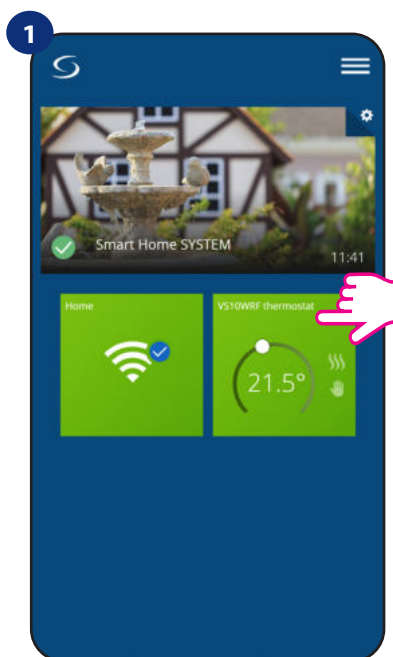 1
Smart Home SYSTEM
11:41
Home
VS10WRF thermostat
21.5°